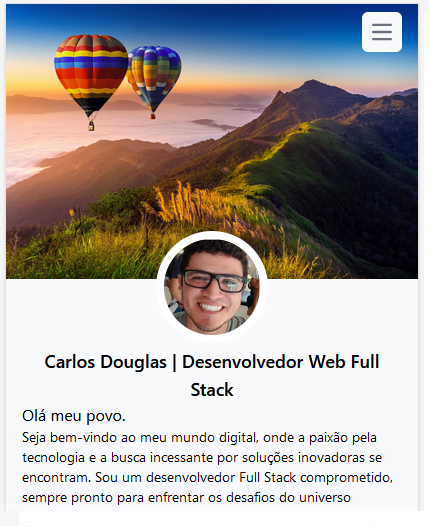 Carlos Douglas | Desenvolvedor Web Full
Stack
Olá meu povo.
Seja bem-vindo ao meu mundo digital, onde a paixão pela
tecnologia e a busca incessante por soluções inovadoras se
encontram. Sou um desenvolvedor Full Stack comprometido,
sempre pronto para enfrentar os desafios do universo